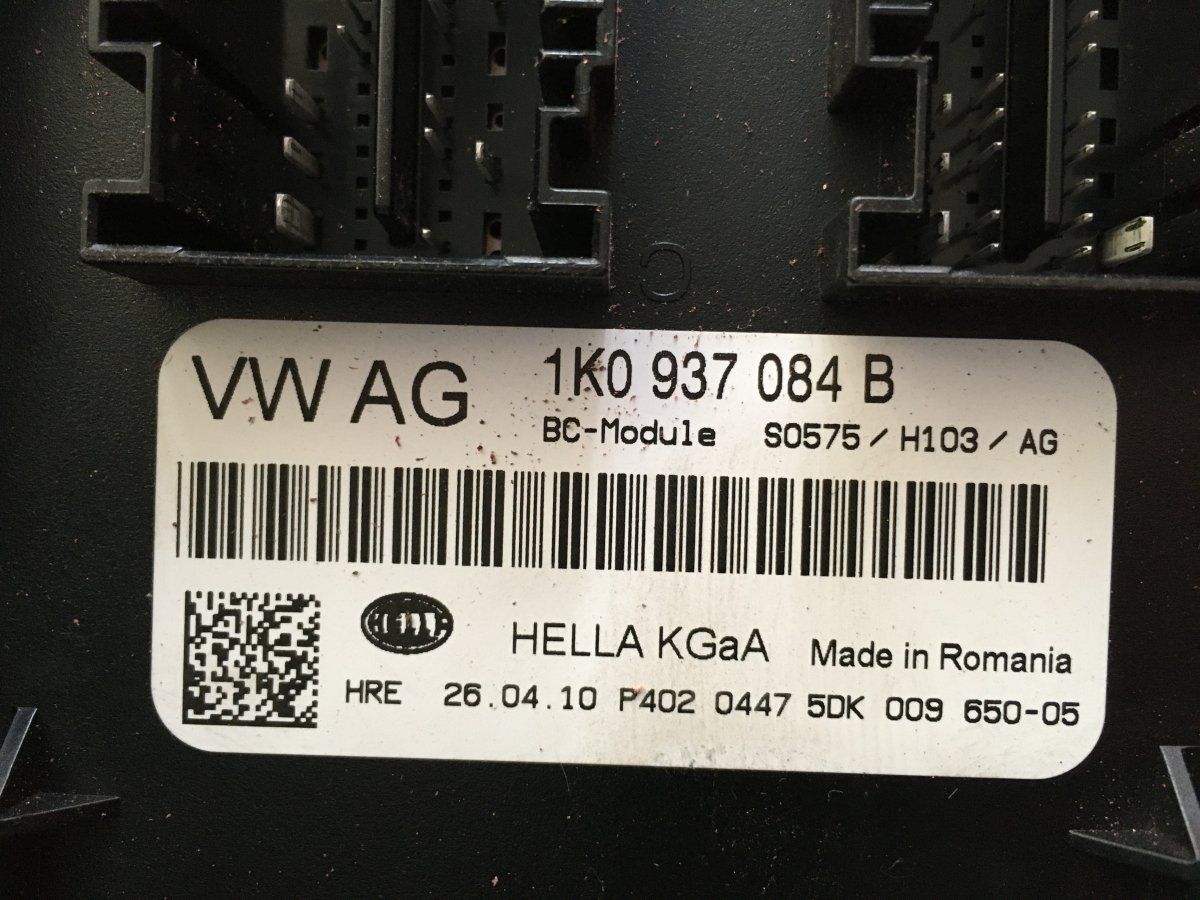 C
VW AG 1K0 937 084 B
BC-Module S0575/H103/AG
HELLA KGaA Made in Romania
HRE 26.04.10 P402 0447 5DK 009 650-05